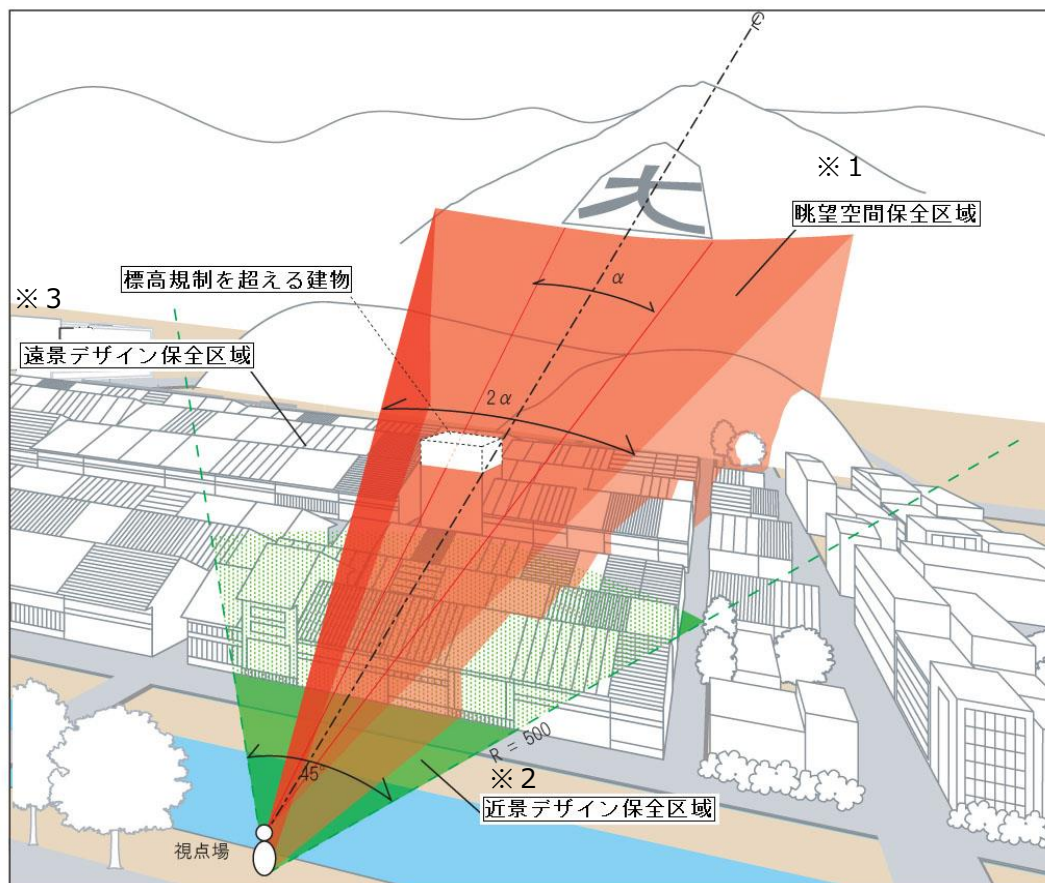 ℄
大
※1
眺望空間保全区域
標高規制を超える建物
α
※3
遠景デザイン保全区域
2α
R = 500
45°
※2
近景デザイン保全区域
視点場